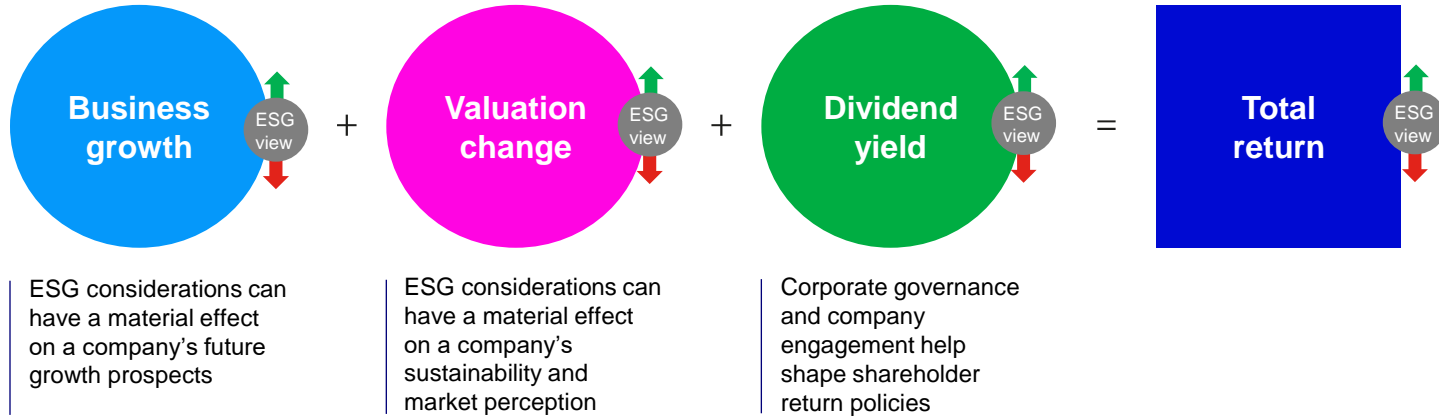 Business
growth
ESG
view
+
Valuation
change
ESG
view
+
Dividend
yield
ESG
view
=
Total
return
ESG
view
ESG considerations can
have a material effect
on a company’s future
growth prospects
ESG considerations can
have a material effect
on a company’s
sustainability and
market perception
Corporate governance
and company
engagement help
shape shareholder
return policies